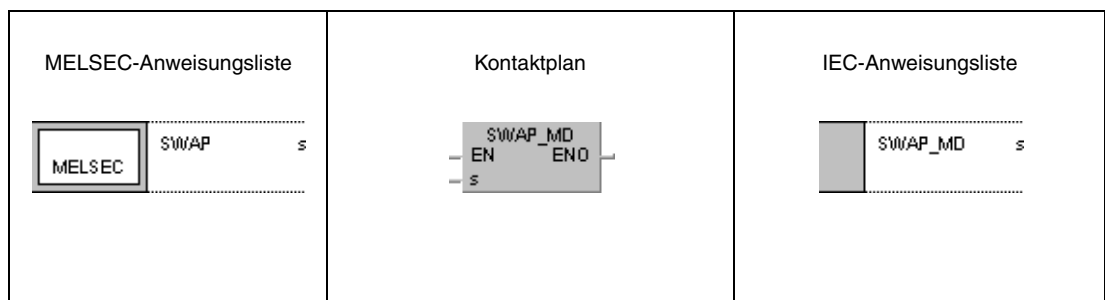 MELSEC-Anweisungsliste
MELSEC
SWAP s
Kontaktplan
SWAP_MD
EN ENO
s
IEC-Anweisungsliste
SWAP_MD s